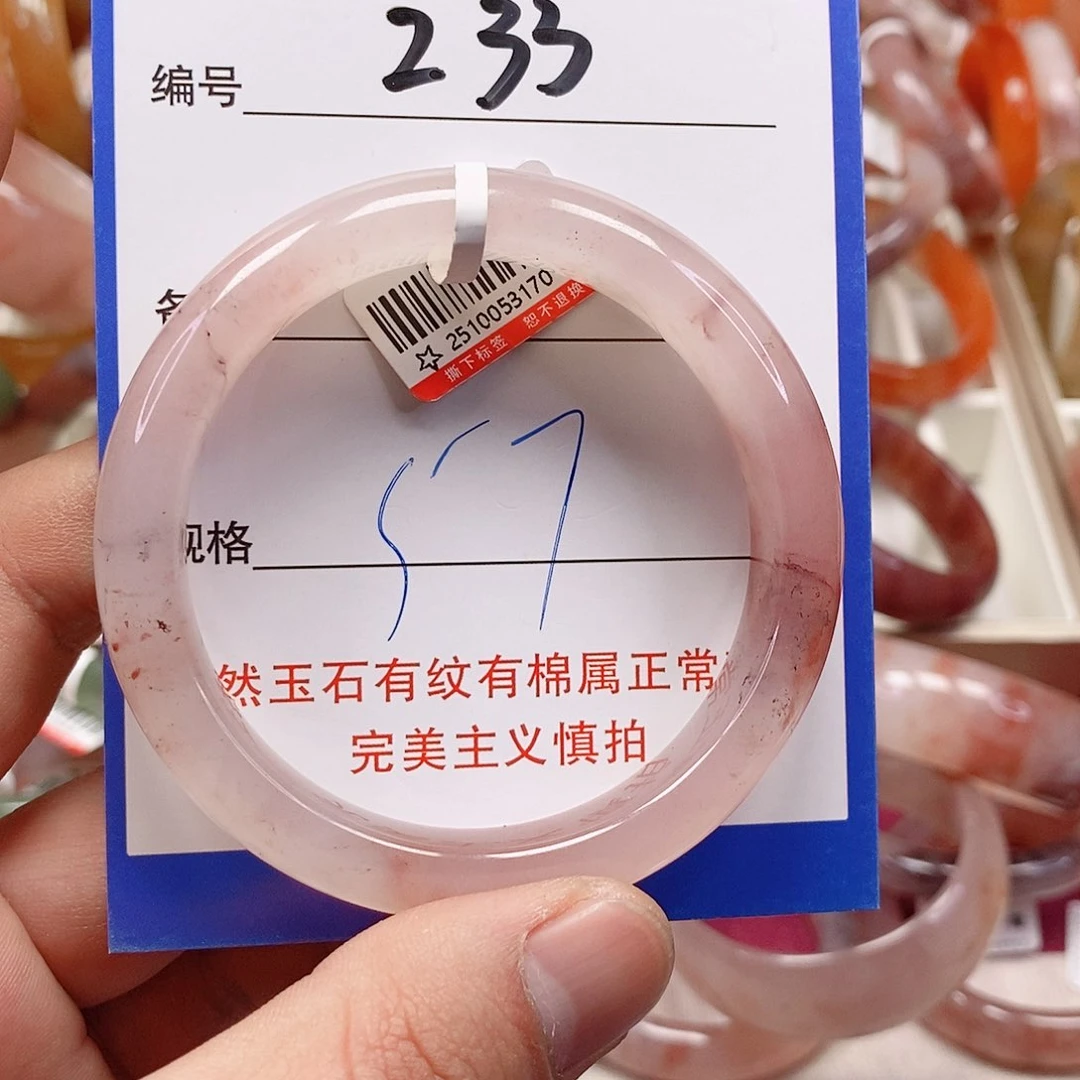 编号 233
2510053170
撕下标签 恕不退换
规格 57
然玉石有纹有棉属正常
完美主义慎拍